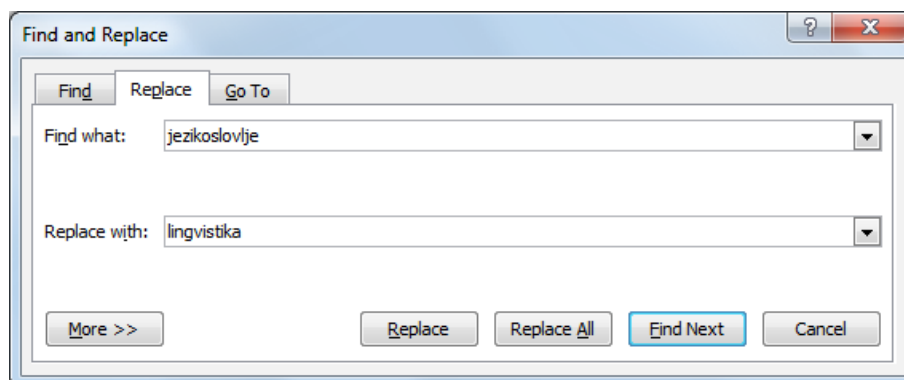 Find and Replace
Find Replace Go To
Find what: jezikoslovlje
Replace with: lingvistika
More >> Replace Replace All Find Next Cancel